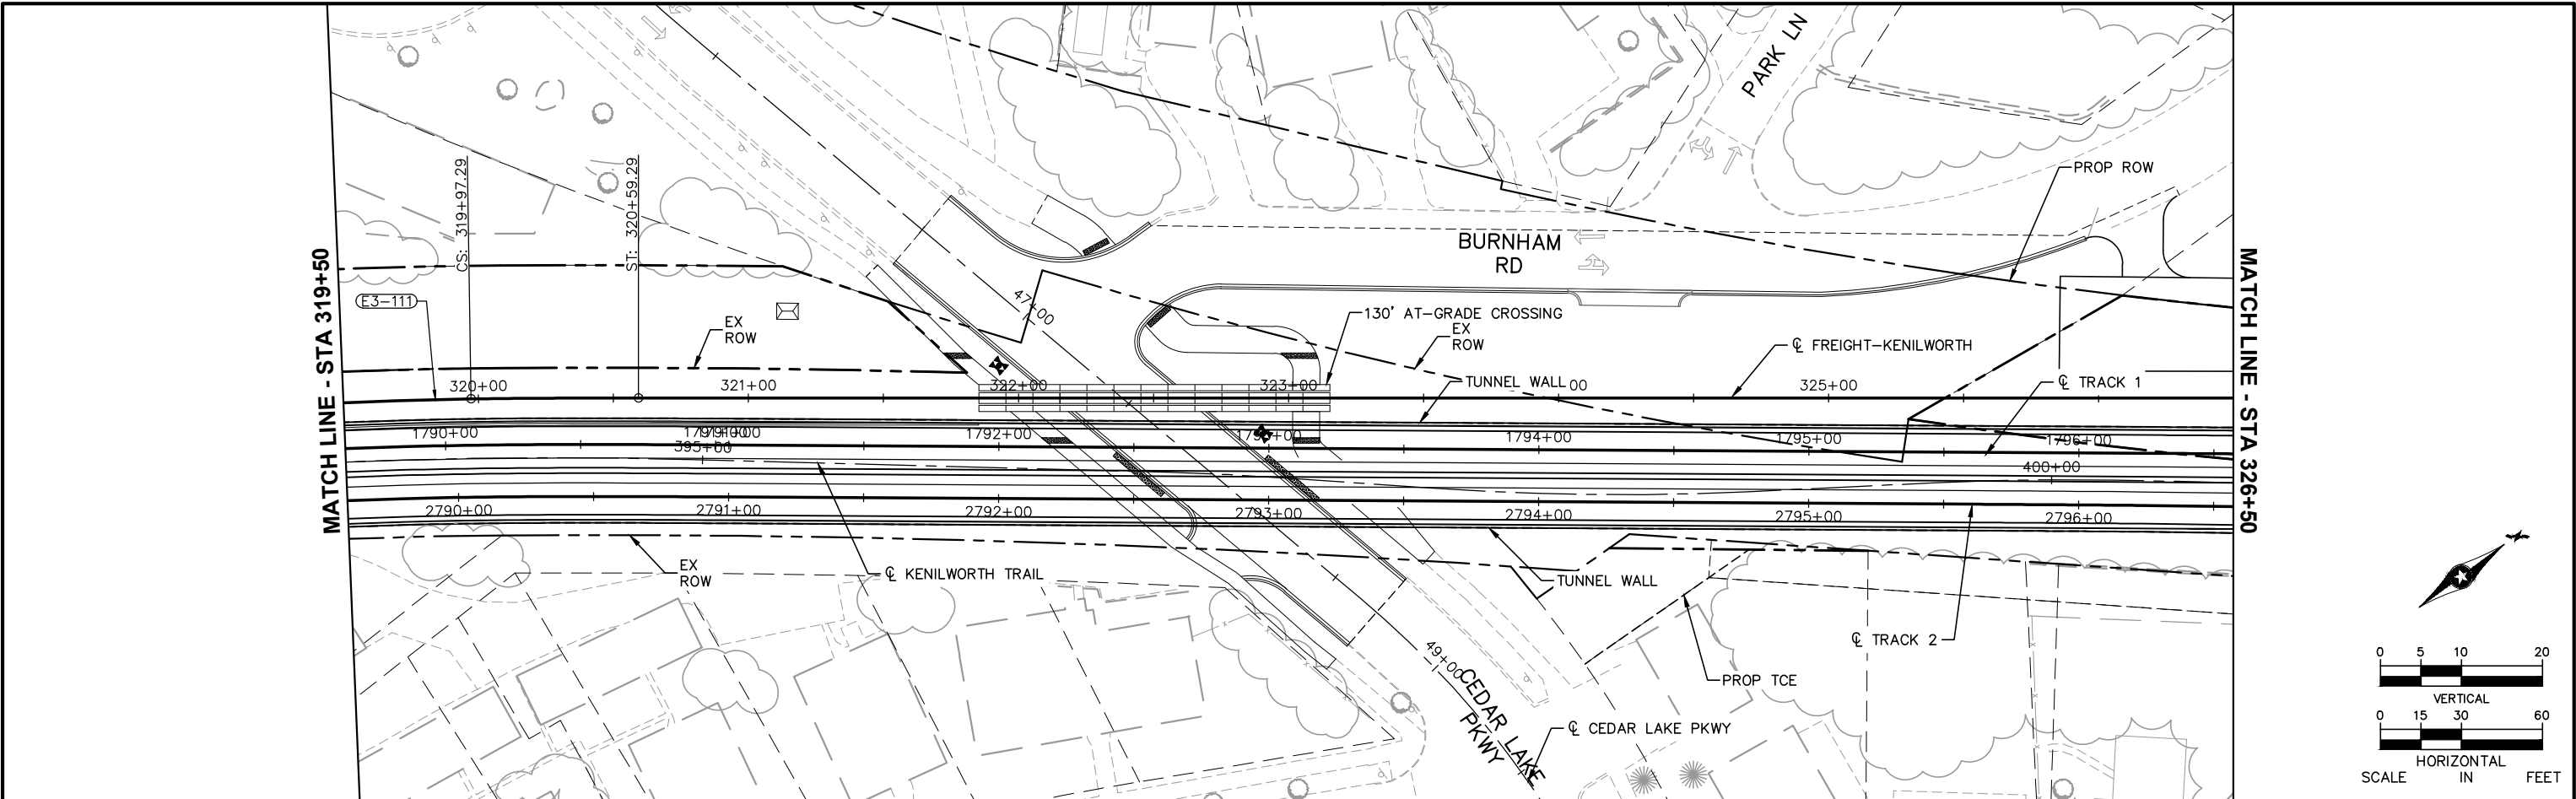 MATCH LINE - STA 319+50
CS: 319+97.29
ST: 320+59.29
E3-111
EX
ROW
PARK LN
PROP ROW
BURNHAM
RD
47+00
130' AT-GRADE CROSSING
EX
ROW
℄ FREIGHT-KENILWORTH
TUNNEL WALL
℄ TRACK 1
320+00
321+00
322+00
323+00
00
325+00
1790+00
1792+00
1794+00
1795+00
1796+00
395+00
400+00
2790+00
2791+00
2792+00
2793+00
2794+00
2795+00
2796+00
EX
ROW
℄ KENILWORTH TRAIL
TUNNEL WALL
℄ TRACK 2
PROP TCE
49+00
CEDAR LAKE
PKWY
℄ CEDAR LAKE PKWY
MATCH LINE - STA 326+50
0 5 10 20
VERTICAL
0 15 30 60
HORIZONTAL
SCALE IN FEET